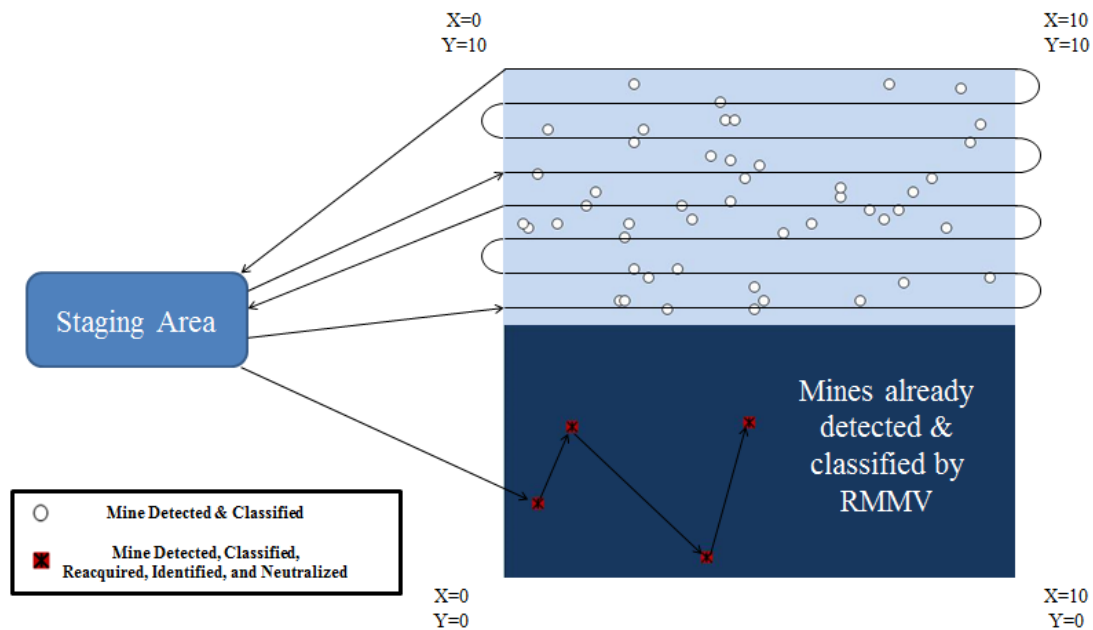 X=0
Y=10
X=10
Y=10
Staging Area
Mines already
detected &
classified by
RMMV
Mine Detected & Classified
Mine Detected, Classified,
Reacquired, Identified, and Neutralized
X=0
Y=0
X=10
Y=0